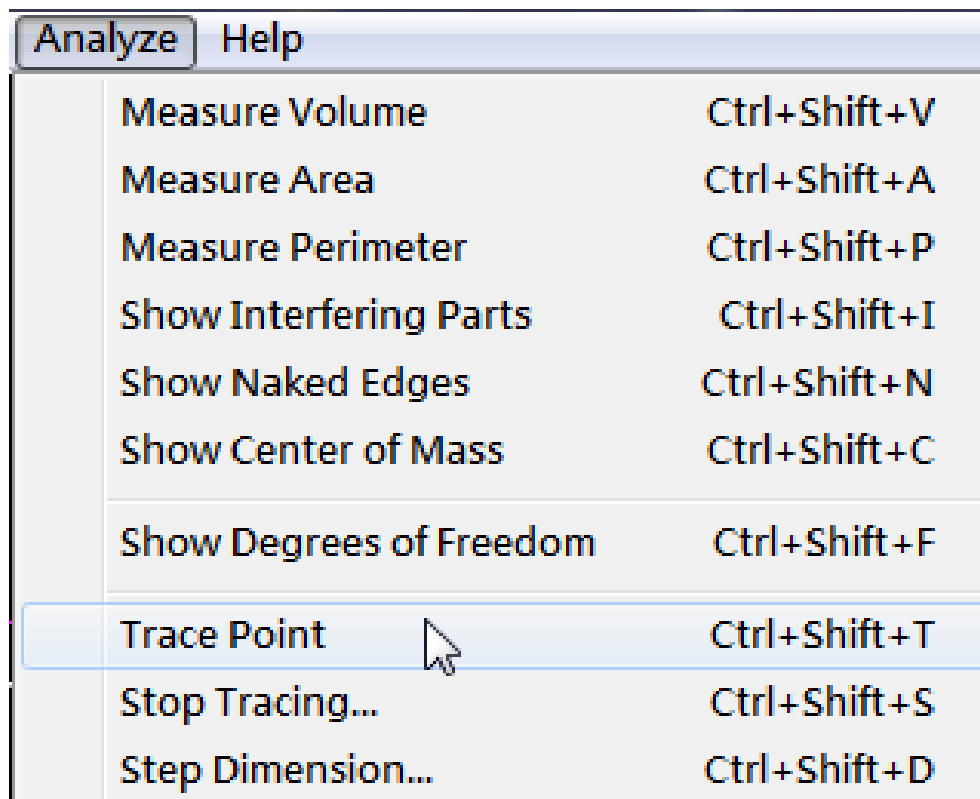 Analyze Help
Measure Volume Ctrl+Shift+V
Measure Area Ctrl+Shift+A
Measure Perimeter Ctrl+Shift+P
Show Interfering Parts Ctrl+Shift+I
Show Naked Edges Ctrl+Shift+N
Show Center of Mass Ctrl+Shift+C
Show Degrees of Freedom Ctrl+Shift+F
Trace Point Ctrl+Shift+T
Stop Tracing... Ctrl+Shift+S
Step Dimension... Ctrl+Shift+D